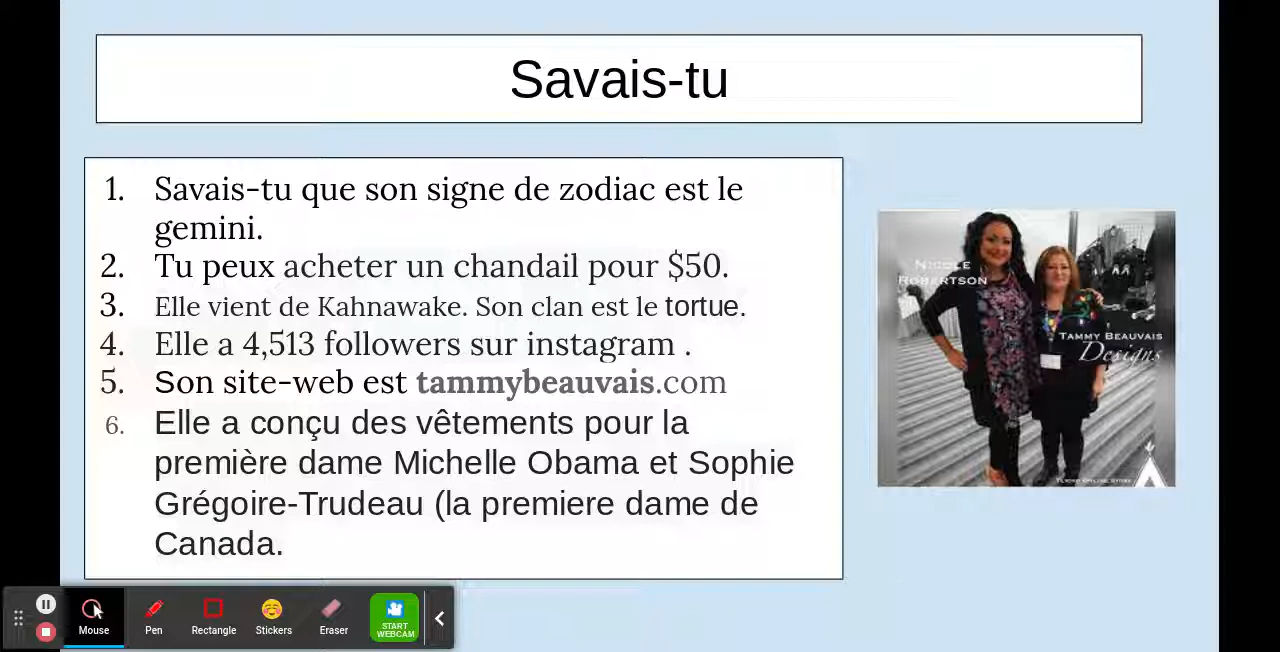 Savais-tu
1. Savais-tu que son signe de zodiac est le
gemini.
2. Tu peux acheter un chandail pour $50.
3. Elle vient de Kahnawake. Son clan est le tortue.
4. Elle a 4,513 followers sur instagram .
5. Son site-web est tammybeauvais.com
6. Elle a conçu des vêtements pour la
première dame Michelle Obama et Sophie
Grégoire-Trudeau (la premiere dame de
Canada.
Nicole
Robertson
Tammy Beauvais
Designs
Mouse
Pen
Rectangle
Stickers
Eraser
START
WEBCAM